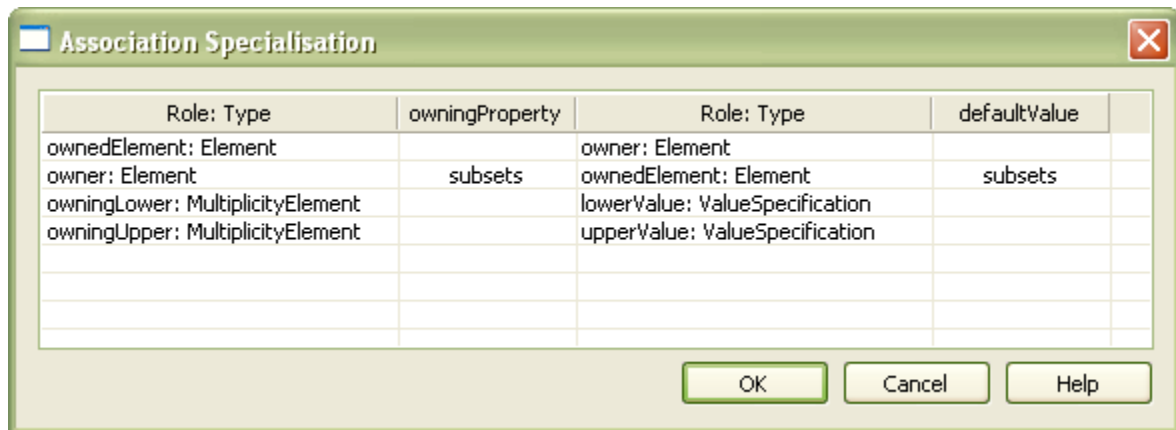 Association Specialisation
Role: Type owningProperty Role: Type defaultValue
ownedElement: Element owner: Element
owner: Element subsets ownedElement: Element subsets
owningLower: MultiplicityElement lowerValue: ValueSpecification
owningUpper: MultiplicityElement upperValue: ValueSpecification
OK Cancel Help